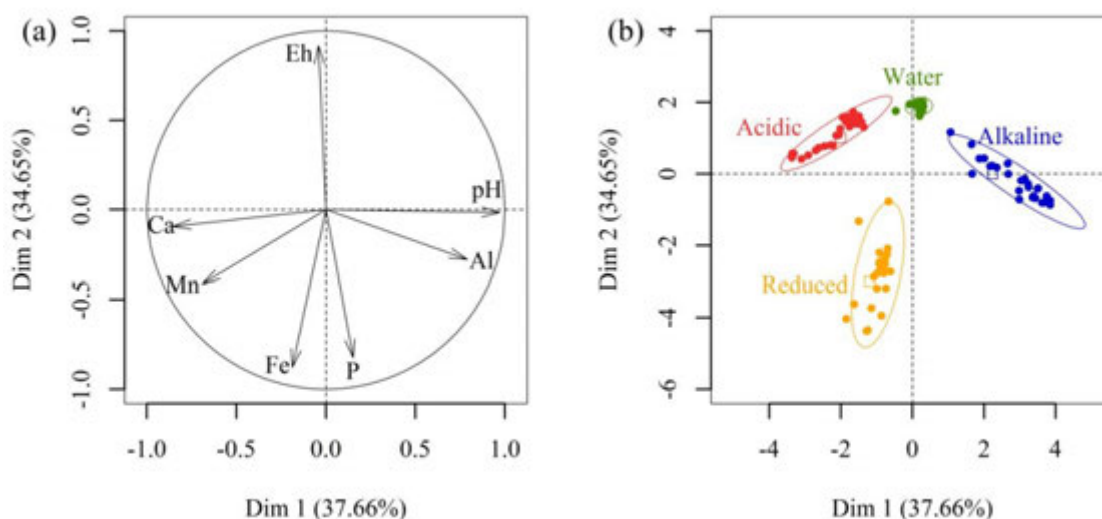 (a)
Dim 2 (34.65%)
1.0
0.5
0.0
-0.5
-1.0
Eh
pH
Ca
Al
Mn
Fe
P
-1.0 -0.5 0.0 0.5 1.0
Dim 1 (37.66%)
(b)
Dim 2 (34.65%)
4
2
0
-2
-4
-6
Water
Acidic
Alkaline
Reduced
-4 -2 0 2 4
Dim 1 (37.66%)